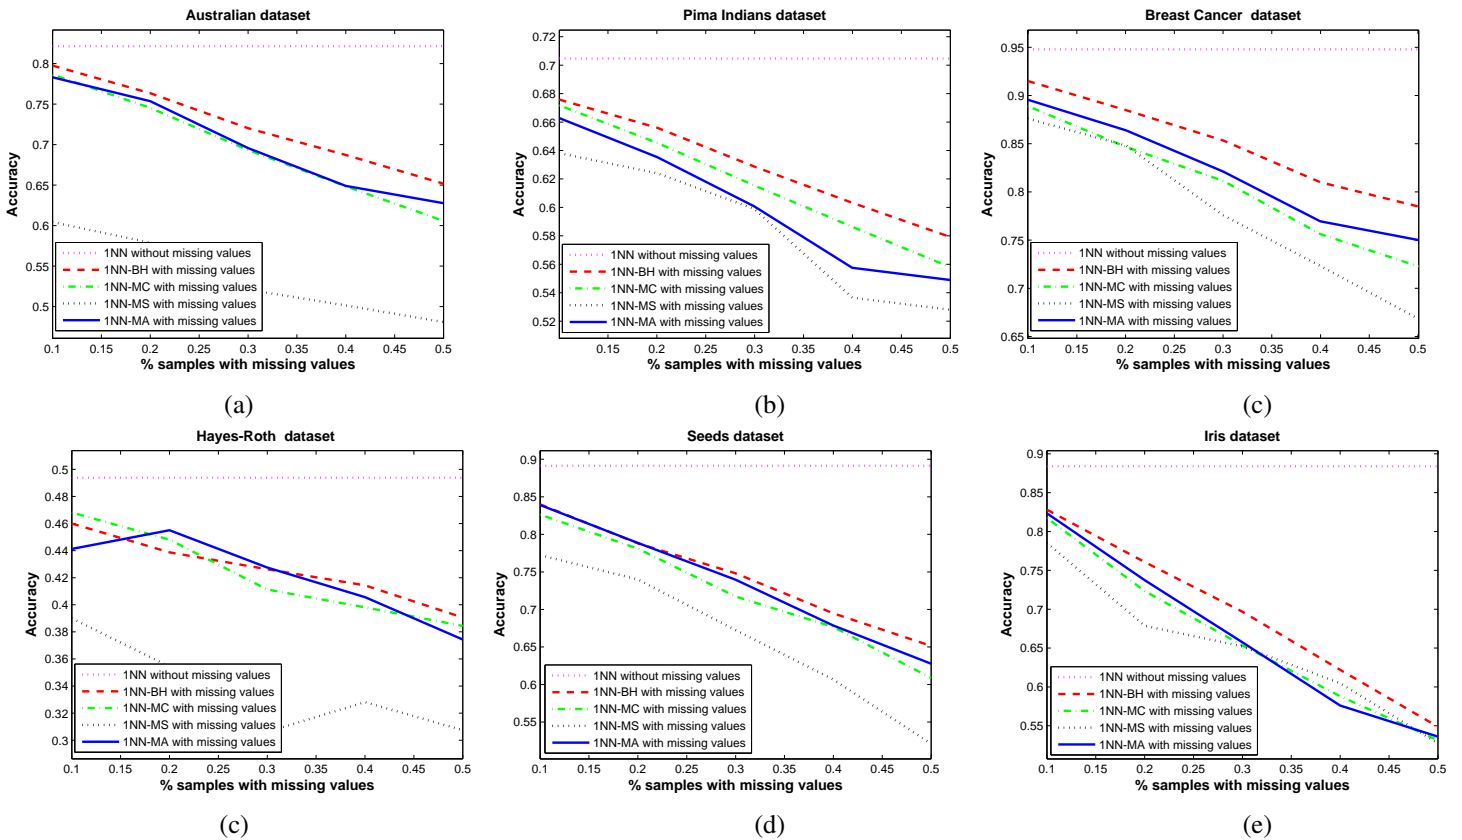 Australian dataset
Accuracy
0.8
0.75
0.7
0.65
0.6
0.55
0.5
1NN without missing values
1NN-BH with missing values
1NN-MC with missing values
1NN-MS with missing values
1NN-MA with missing values
0.1 0.15 0.2 0.25 0.3 0.35 0.4 0.45 0.5
% samples with missing values
(a)
Pima Indians dataset
Accuracy
0.72
0.7
0.68
0.66
0.64
0.62
0.6
0.58
0.56
0.54
0.52
1NN without missing values
1NN-BH with missing values
1NN-MC with missing values
1NN-MS with missing values
1NN-MA with missing values
0.15 0.2 0.25 0.3 0.35 0.4 0.45 0.5
% samples with missing values
(b)
Breast Cancer dataset
Accuracy
0.95
0.9
0.85
0.8
0.75
0.7
0.65
1NN without missing values
1NN-BH with missing values
1NN-MC with missing values
1NN-MS with missing values
1NN-MA with missing values
0.1 0.15 0.2 0.25 0.3 0.35 0.4 0.45 0.5
% samples with missing values
(c)
Hayes-Roth dataset
Accuracy
0.5
0.48
0.46
0.44
0.42
0.4
0.38
0.36
0.34
0.32
0.3
1NN without missing values
1NN-BH with missing values
1NN-MC with missing values
1NN-MS with missing values
1NN-MA with missing values
0.1 0.15 0.2 0.25 0.3 0.35 0.4 0.45 0.5
% samples with missing values
(c)
Seeds dataset
Accuracy
0.9
0.85
0.8
0.75
0.7
0.65
0.6
0.55
1NN without missing values
1NN-BH with missing values
1NN-MC with missing values
1NN-MS with missing values
1NN-MA with missing values
0.1 0.15 0.2 0.25 0.3 0.35 0.4 0.45 0.5
% samples with missing values
(d)
Iris dataset
Accuracy
0.9
0.85
0.8
0.75
0.7
0.65
0.6
0.55
1NN without missing values
1NN-BH with missing values
1NN-MC with missing values
1NN-MS with missing values
1NN-MA with missing values
0.1 0.15 0.2 0.25 0.3 0.35 0.4 0.45 0.5
% samples with missing values
(e)